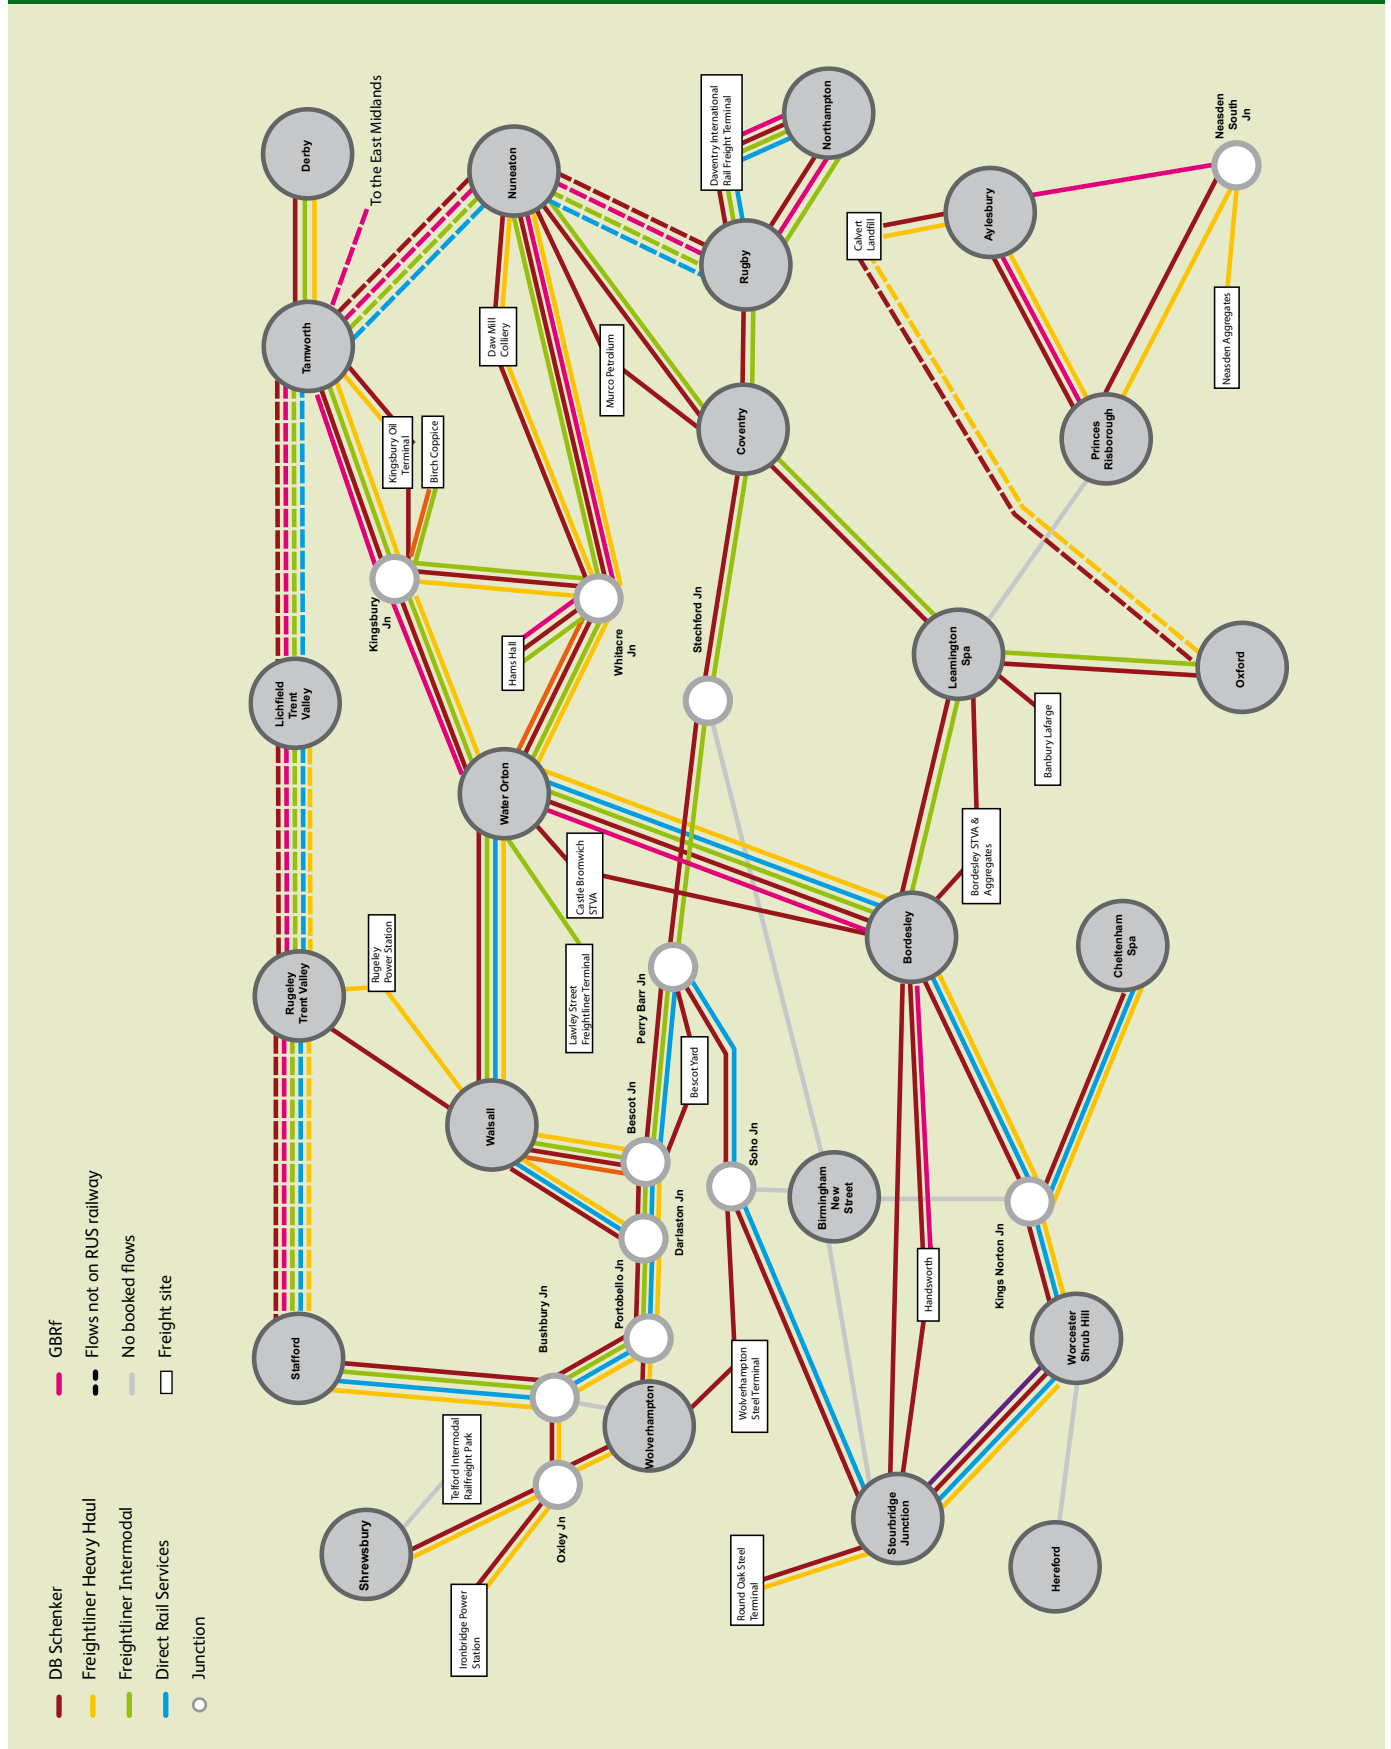 DB Schenker
Freightliner Heavy Haul
Freightliner Intermodal
Direct Rail Services
Junction
GBRf
Flows not on RUS railway
No booked flows
Freight site
Shrewsbury
Telford Intermodal
Railfreight Park
Ironbridge Power
Station
Oxley Jn
Stafford
Bushbury Jn
Wolverhampton
Portobello Jn
Darlaston Jn
Bescot Jn
Walsall
Rugeley
Trent Valley
Rugeley
Power Station
Lichfield
Trent
Valley
Tamworth
Derby
To the East Midlands
Kingsbury Oil
Terminal
Birch Coppice
Kingsbury
Jn
Hams Hall
Whitacre
Jn
Water Orton
Castle Bromwich
STVA
Lawley Street
Freightliner Terminal
Perry Barr Jn
Bescot Yard
Soho Jn
Stechford Jn
Nuneaton
Daw Mill
Colliery
Murco Petrolium
Coventry
Rugby
Daventry International
Rail Freight Terminal
Northampton
Calvert
Landfill
Aylesbury
Neasden
South
Jn
Neasden Aggregates
Princes
Risborough
Leamington
Spa
Banbury Lafarge
Oxford
Bordesley STVA &
Aggregates
Bordesley
Cheltenham
Spa
Birmingham
New
Street
Kings Norton Jn
Handsworth
Wolverhampton
Steel Terminal
Worcester
Shrub Hill
Stourbridge
Junction
Round Oak Steel
Terminal
Hereford